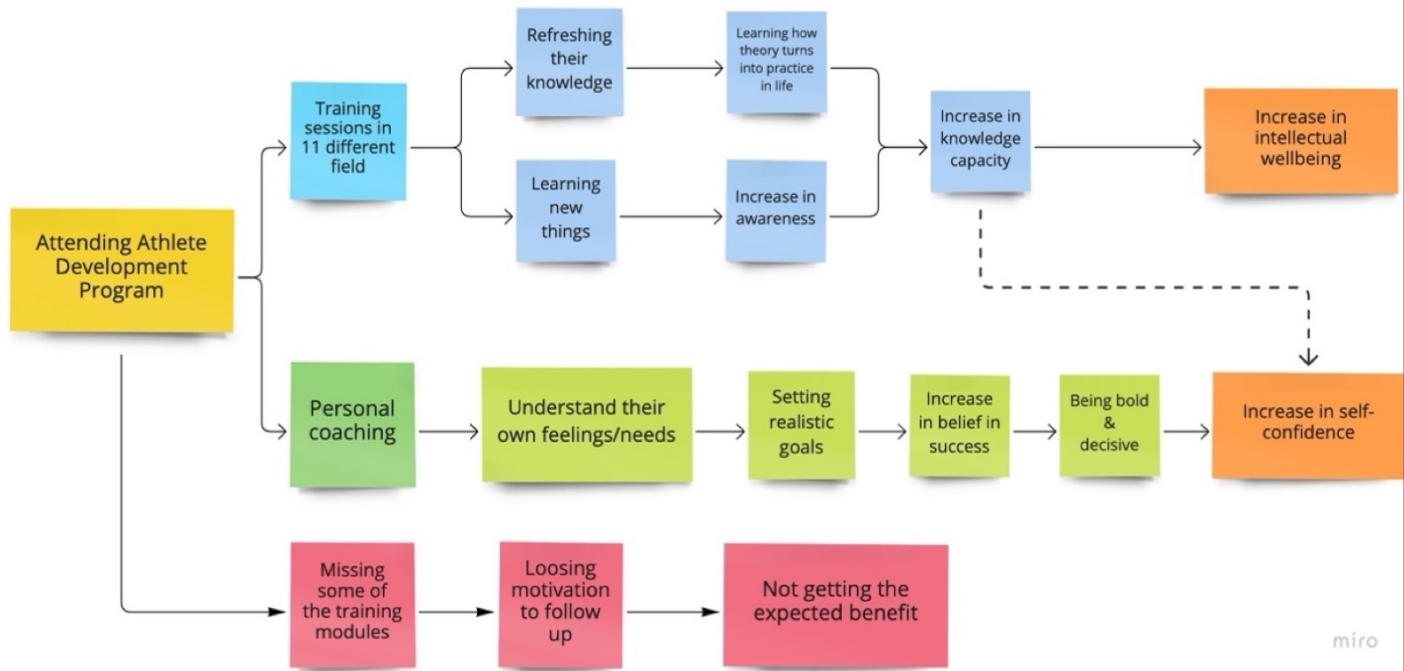 Refreshing
their
knowledge
Learning how
theory turns
into practice
in life
Training
sessions in
11 different
field
Increase in
knowledge
capacity
Increase in
intellectual
wellbeing
Learning
new
things
Increase in
awareness
Attending Athlete
Development
Program
Personal
coaching
Understand their
own feelings/needs
Setting
realistic
goals
Increase
in belief in
success
Being bold
&
decisive
Increase in self-
confidence
Missing
some of
the training
modules
Loosing
motivation
to follow
up
Not getting the
expected benefit
miro